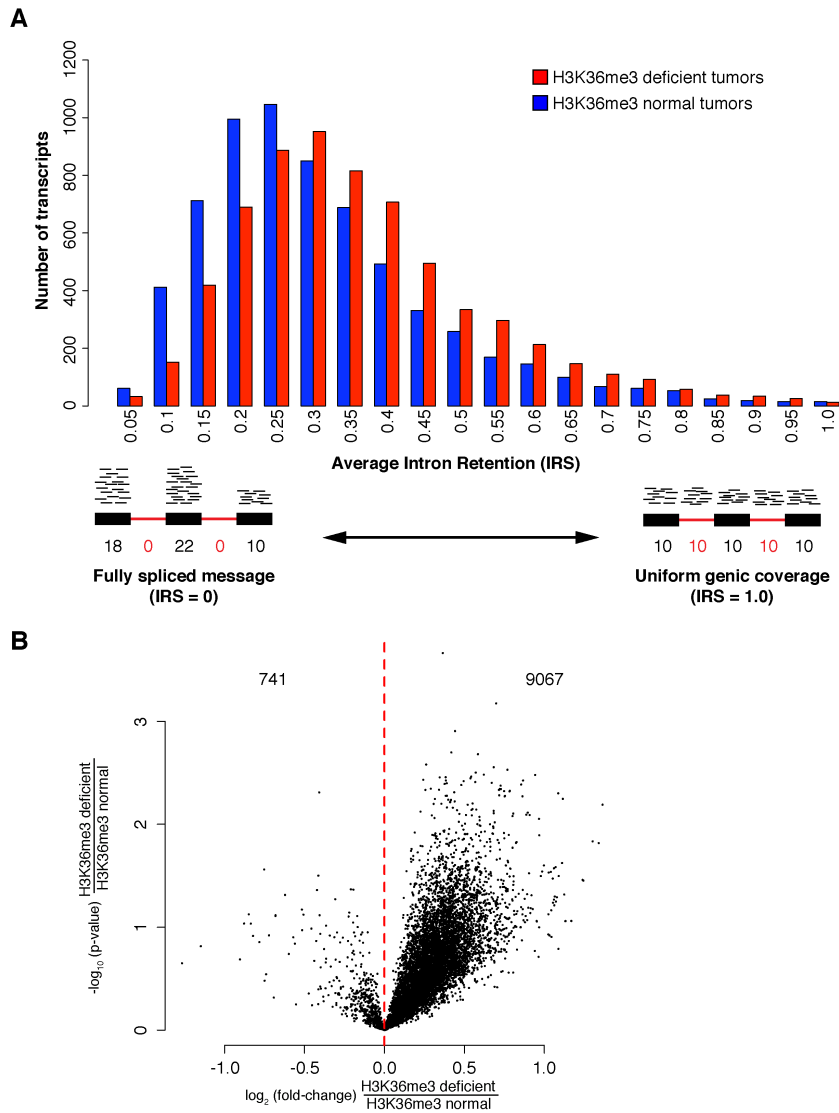 A
1200
1000
800
600
400
200
0
Number of transcripts
H3K36me3 deficient tumors
H3K36me3 normal tumors
0.05 0.1 0.15 0.2 0.25 0.3 0.35 0.4 0.45 0.5 0.55 0.6 0.65 0.7 0.75 0.8 0.85 0.9 0.95 1.0
Average Intron Retention (IRS)
18 0 22 0 10
10 10 10 10 10
Fully spliced message
(IRS = 0)
Uniform genic coverage
(IRS = 1.0)
B
741
9067
3
2
1
0
-log10 (p-value) H3K36me3 deficient
H3K36me3 normal
-1.0 -0.5 0.0 0.5 1.0
log2 (fold-change) H3K36me3 deficient
H3K36me3 normal